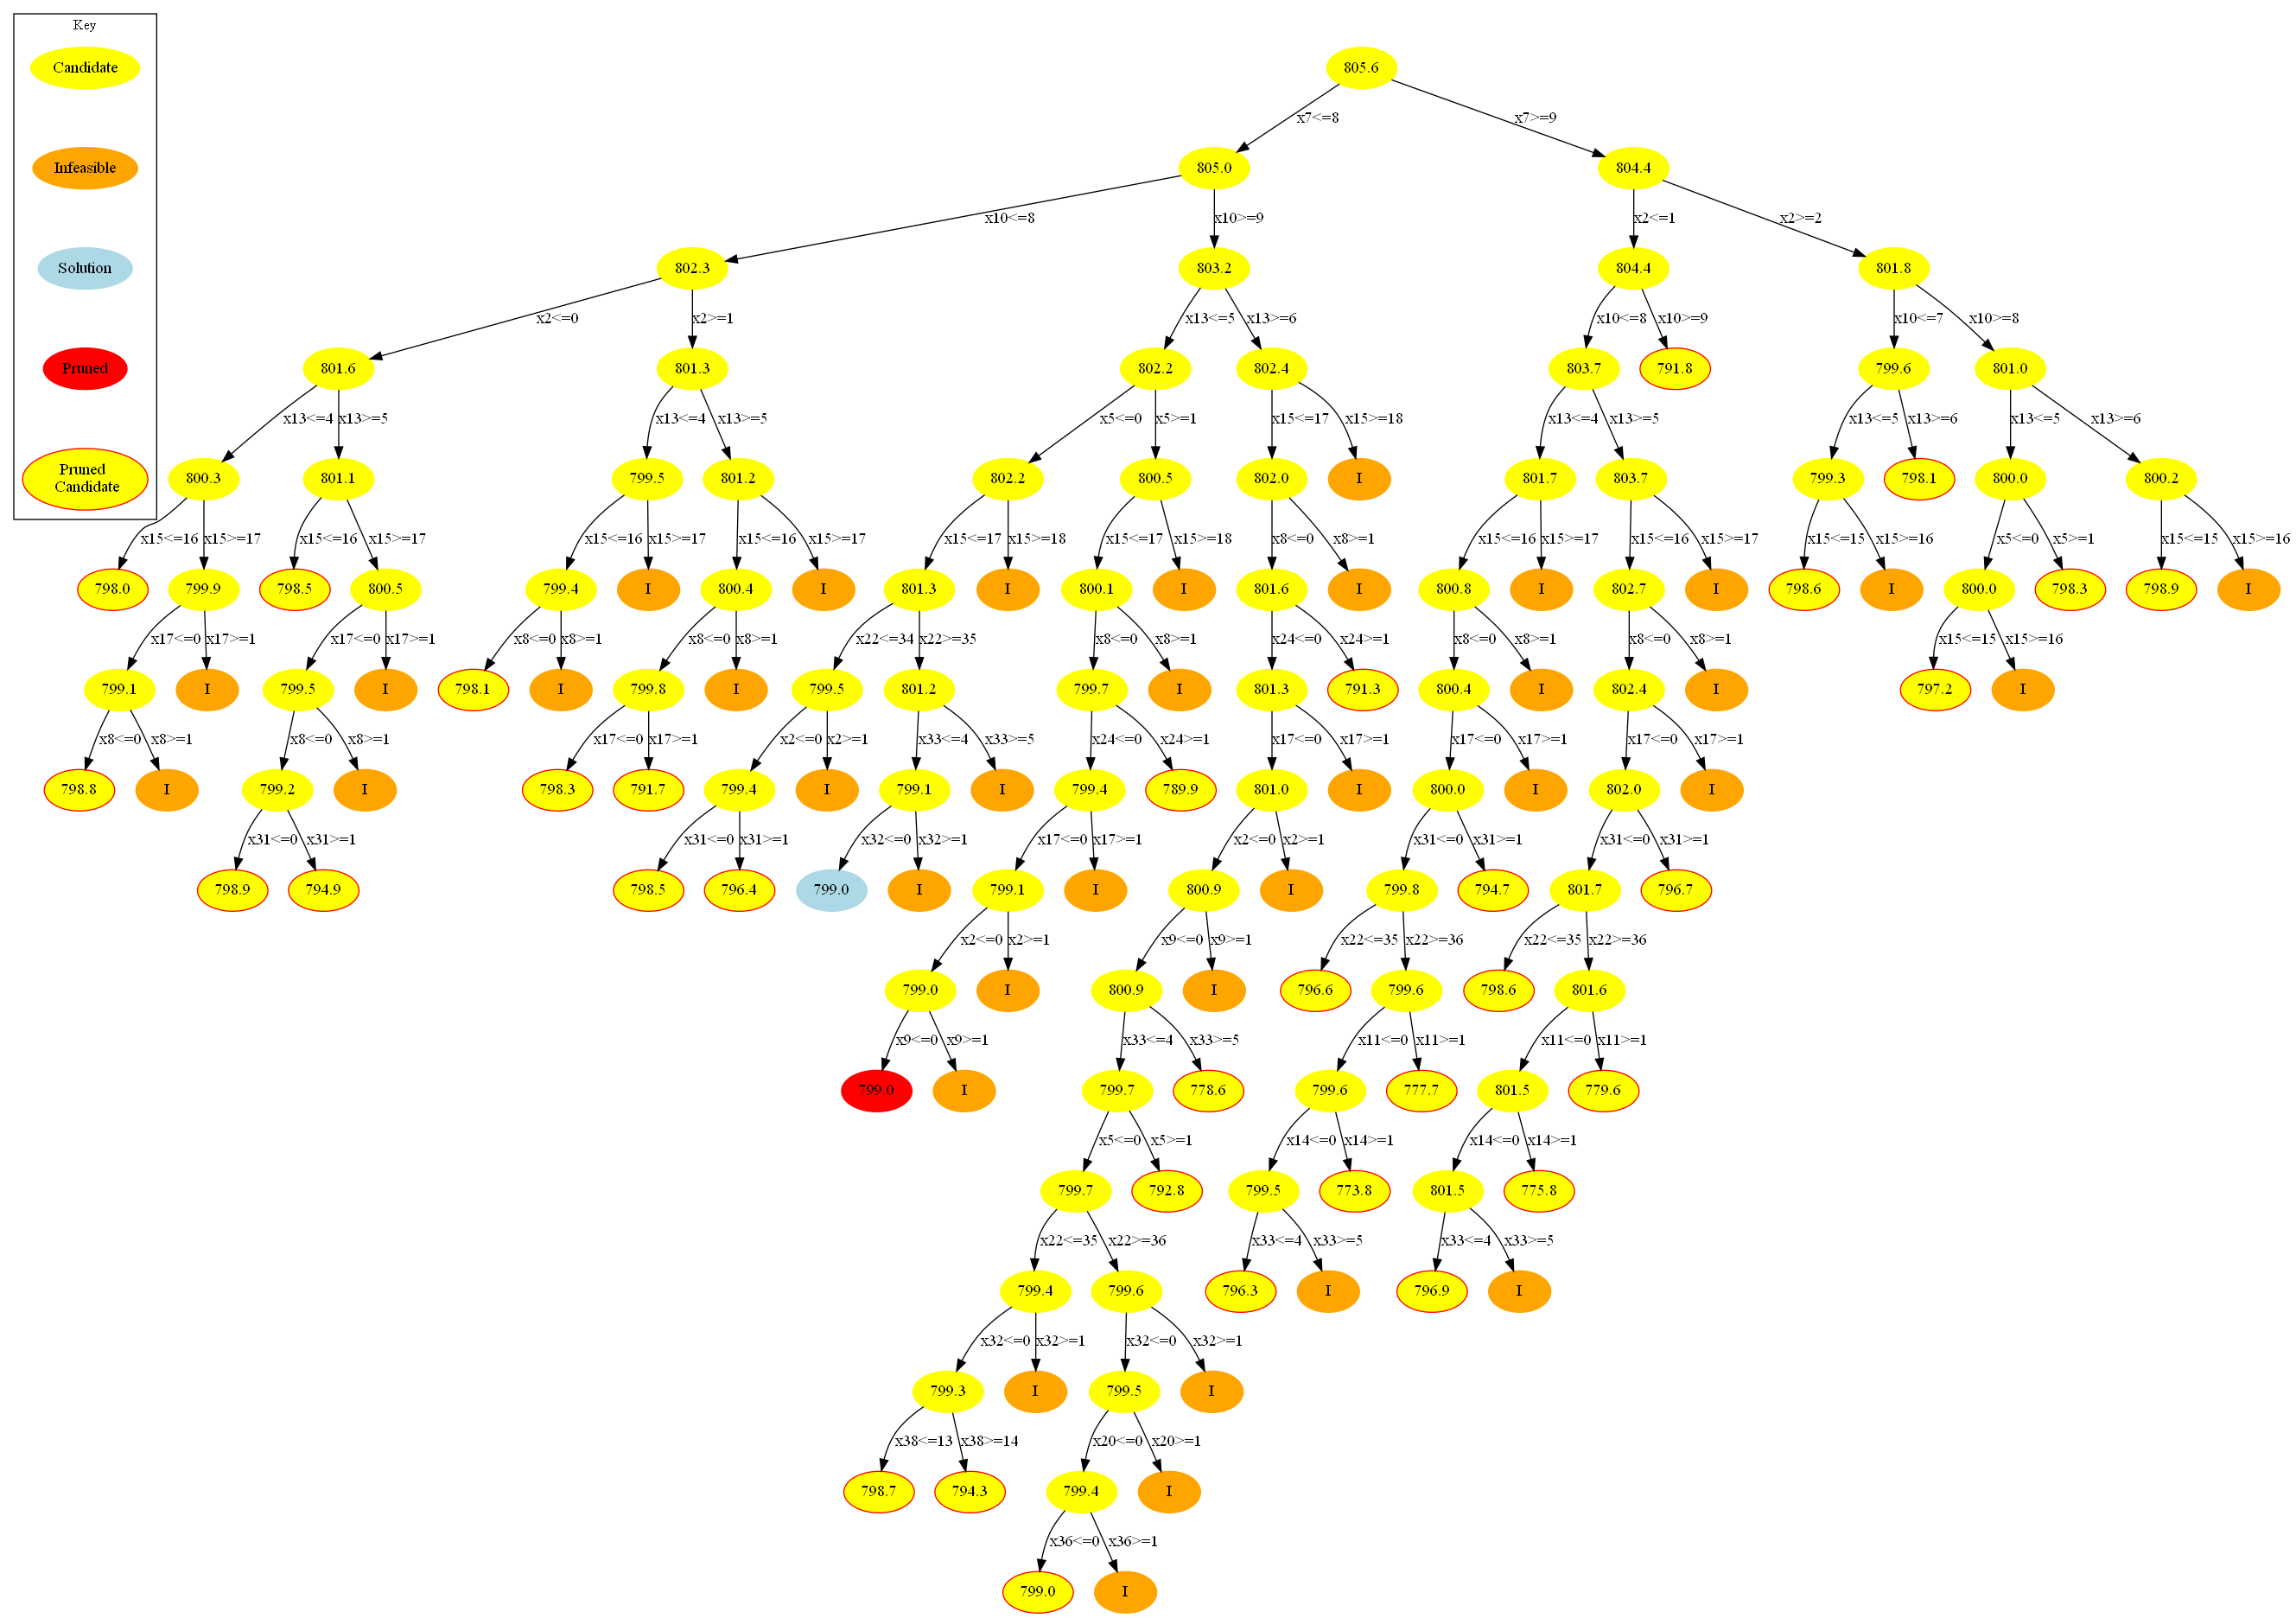 Key
Candidate
Infeasible
Solution
Pruned
Pruned
Candidate
805.6
x7<=8 x7>=9
805.0 804.4
x10<=8 x10>=9 x2<=1 x2>=2
802.3 803.2 804.4 801.8
x2<=0 x2>=1 x13<=5 x13>=6 x10<=8 x10>=9 x10<=7 x10>=8
801.6 801.3 802.2 802.4 803.7 791.8 799.6 801.0
x13<=4 x13>=5 x13<=4 x13>=5 x5<=0 x5>=1 x15<=17 x15>=18 x13<=4 x13>=5 x13<=5 x13>=6 x13<=5 x13>=6
800.3 801.1 799.5 801.2 802.2 800.5 802.0 I 801.7 803.7 799.3 798.1 800.0 800.2
x15<=16 x15>=17 x15<=16 x15>=17 x15<=16 x15>=17 x15<=16 x15>=17 x15<=17 x15>=18 x15<=17 x15>=18 x8<=0 x8>=1 x15<=16 x15>=17 x15<=16 x15>=17 x15<=15 x15>=16 x5<=0 x5>=1 x15<=15 x15>=16
798.0 799.9 798.5 800.5 799.4 I 800.4 I 801.3 I 800.1 I 801.6 I 800.8 I 802.7 I 798.6 I 800.0 798.3 798.9 I
x17<=0 x17>=1 x17<=0 x17>=1 x8<=0 x8>=1 x8<=0 x8>=1 x22<=34 x22>=35 x8<=0 x8>=1 x24<=0 x24>=1 x8<=0 x8>=1 x8<=0 x8>=1 x15<=15 x15>=16
799.1 I 799.5 I 798.1 I 799.8 I 799.5 801.2 799.7 I 801.3 791.3 800.4 I 802.4 I 797.2 I
x8<=0 x8>=1 x8<=0 x8>=1 x17<=0 x17>=1 x2<=0 x2>=1 x33<=4 x33>=5 x24<=0 x24>=1 x17<=0 x17>=1 x17<=0 x17>=1 x17<=0 x17>=1
798.8 I 799.2 I 798.3 791.7 799.4 I 799.1 I 799.4 789.9 801.0 I 800.0 I 802.0 I
x31<=0 x31>=1 x31<=0 x31>=1 x32<=0 x32>=1 x17<=0 x17>=1 x2<=0 x2>=1 x31<=0 x31>=1 x31<=0 x31>=1
798.9 794.9 798.5 796.4 799.0 I 799.1 I 800.9 I 799.8 794.7 801.7 796.7
x2<=0 x2>=1 x9<=0 x9>=1 x22<=35 x22>=36 x22<=35 x22>=36
799.0 I 800.9 I 796.6 799.6 798.6 801.6
x9<=0 x9>=1 x33<=4 x33>=5 x11<=0 x11>=1 x11<=0 x11>=1
799.0 I 799.7 778.6 799.6 777.7 801.5 779.6
x5<=0 x5>=1 x14<=0 x14>=1 x14<=0 x14>=1
799.7 792.8 799.5 773.8 801.5 775.8
x22<=35 x22>=36 x33<=4 x33>=5 x33<=4 x33>=5
799.4 799.6 796.3 I 796.9 I
x32<=0 x32>=1 x32<=0 x32>=1
799.3 I 799.5 I
x38<=13 x38>=14 x20<=0 x20>=1
798.7 794.3 799.4 I
x36<=0 x36>=1
799.0 I